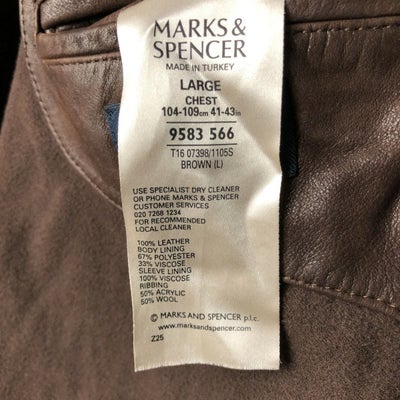 MARKS &
SPENCER
MADE IN TURKEY
LARGE
CHEST
104-109cm 41-43in
9583 566
T16 07398/1105S
BROWN (L)
USE SPECIALIST DRY CLEANER
OR PHONE MARKS & SPENCER
CUSTOMER SERVICES
020 7268 1234
FOR RECOMMENDED
LOCAL CLEANER
100% LEATHER
BODY LINING
67% POLYESTER
33% VISCOSE
SLEEVE LINING
100% VISCOSE
RIBBING
50% ACRYLIC
50% WOOL
© MARKS AND SPENCER p.l.c.
www.marksandspencer.com
Z25